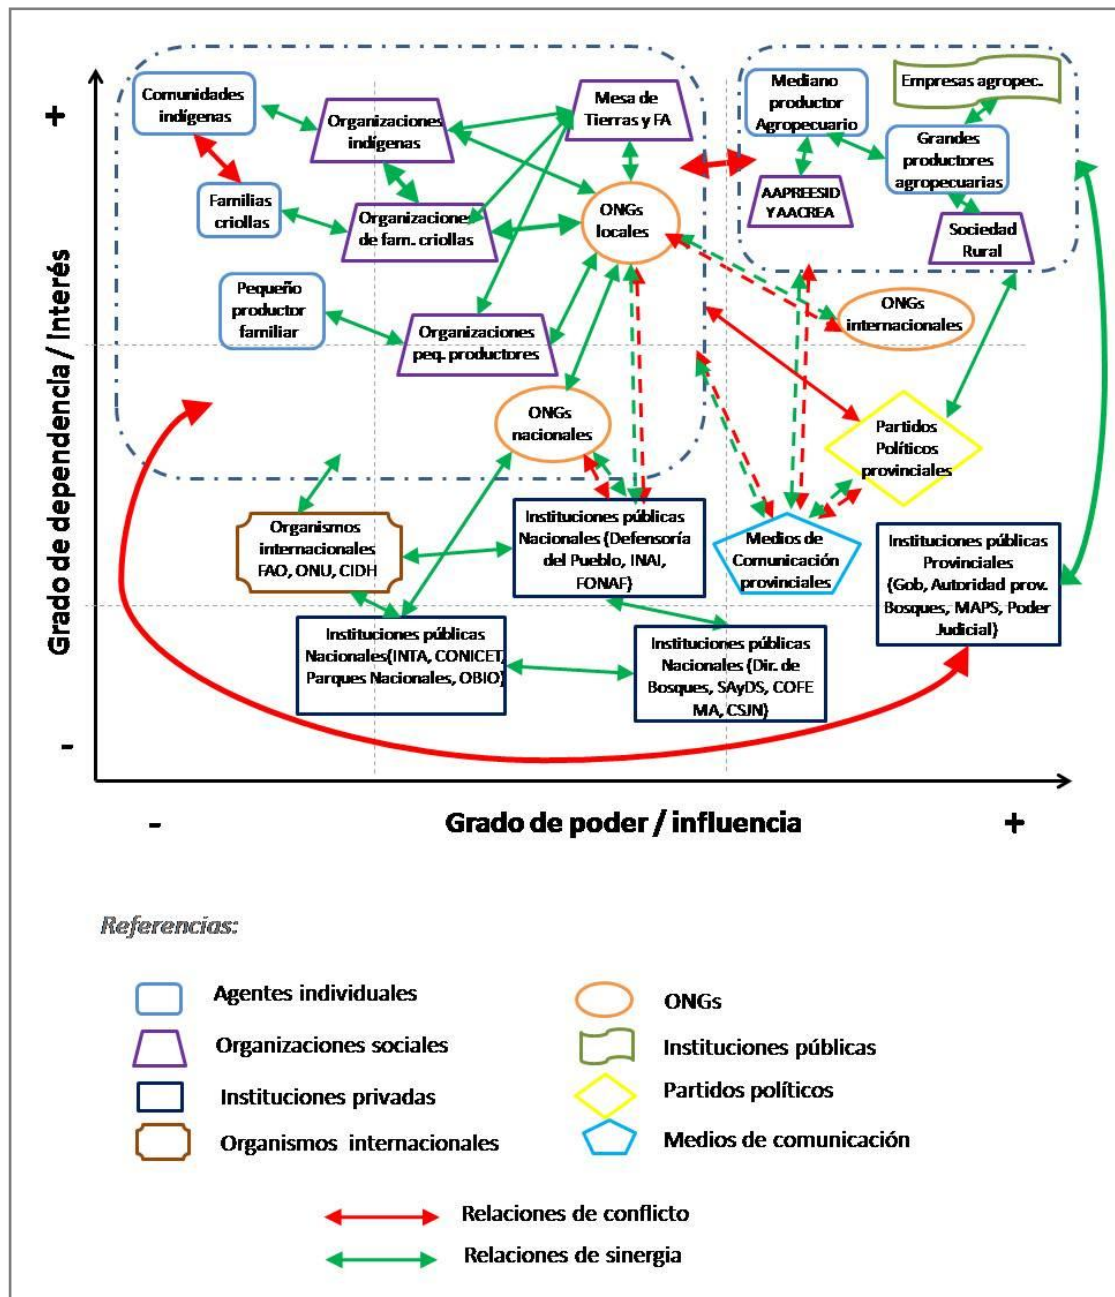 Comunidades
indígenas
Organizaciones
indígenas
Mesa de
Tierras y FA
Familias
criollas
Organizaciones
de fam. criollas
ONGs
locales
Pequeño
productor
familiar
Organizaciones
peq. productores
ONGs
nacionales
Mediano
productor
Agropecuario
Empresas agropec..
Grandes
productores
agropecuarias
AAPREESID
Y AACREA
Sociedad
Rural
ONGs
internacionales
Partidos
Políticos
provinciales
Organismos
internacionales
FAO, ONU, CIDH
Instituciones públicas
Nacionales (Defensoría
del Pueblo, INAI,
FONAF)
Medios de
Comunicación
provinciales
Instituciones públicas
Provinciales
(Gob, Autoridad prov.
Bosques, MAPS, Poder
Judicial)
Instituciones públicas
Nacionales(INTA, CONICET,
Parques Nacionales, OBIO)
Instituciones públicas
Nacionales (Dir. de
Bosques, SAyDS, COFE
MA, CSJN)
+
Grado de dependencia / Interés
-
-
Grado de poder / influencia
+
Referencias:
Agentes individuales
Organizaciones sociales
Instituciones privadas
Organismos internacionales
ONGs
Instituciones públicas
Partidos políticos
Medios de comunicación
Relaciones de conflicto
Relaciones de sinergia